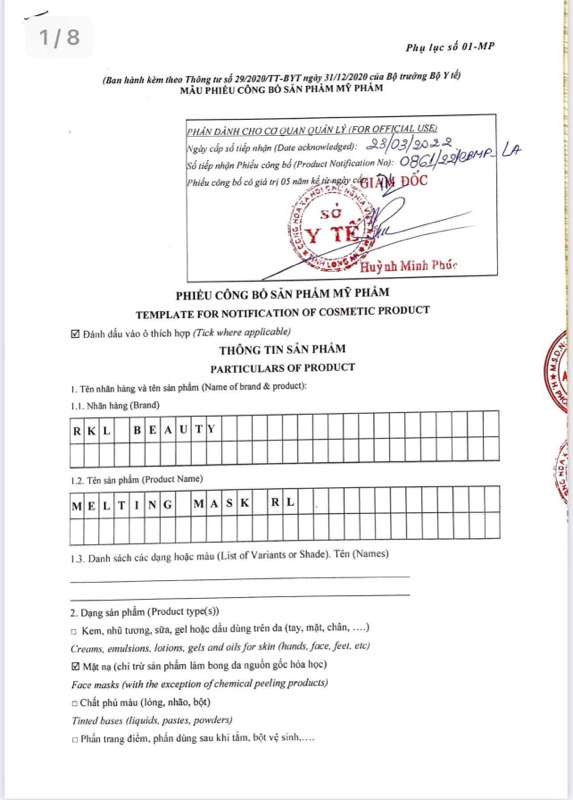 1/8
Phụ lục số 01-MP
(Ban hành kèm theo Thông tư số 29/2020/TT-BYT ngày 31/12/2020 của Bộ trưởng Bộ Y tế)
MẪU PHIẾU CÔNG BỐ SẢN PHẨM MỸ PHẨM
PHẦN DÀNH CHO CƠ QUAN QUẢN LÝ (FOR OFFICIAL USE)
Ngày cấp số tiếp nhận (Date acknowledged): 23/03/2022
Số tiếp nhận Phiếu công bố (Product Notification No): 0861/22/CBMP-LA
Phiếu công bố có giá trị 05 năm kể từ ngày cấp
GIÁM ĐỐC
SỞ
Y TẾ
TỈNH LONG AN
Huỳnh Minh Phúc
PHIẾU CÔNG BỐ SẢN PHẨM MỸ PHẨM
TEMPLATE FOR NOTIFICATION OF COSMETIC PRODUCT
☑ Đánh dấu vào ô thích hợp (Tick where applicable)
THÔNG TIN SẢN PHẨM
PARTICULARS OF PRODUCT
1. Tên nhãn hàng và tên sản phẩm (Name of brand & product):
1.1. Nhãn hàng (Brand)
RKL BEAUTY
1.2. Tên sản phẩm (Product Name)
MELTING MASK RL
1.3. Danh sách các dạng hoặc màu (List of Variants or Shade). Tên (Names)
2. Dạng sản phẩm (Product type(s))
□ Kem, nhũ tương, sữa, gel hoặc dầu dùng trên da (tay, mặt, chân, ….)
Creams, emulsions, lotions, gels and oils for skin (hands, face, feet, etc)
☑ Mặt nạ (chỉ trừ sản phẩm làm bong da nguồn gốc hóa học)
Face masks (with the exception of chemical peeling products)
□ Chất phủ màu (lỏng, nhão, bột)
Tinted bases (liquids, pastes, powders)
□ Phấn trang điểm, phấn dùng sau khi tắm, bột vệ sinh,….